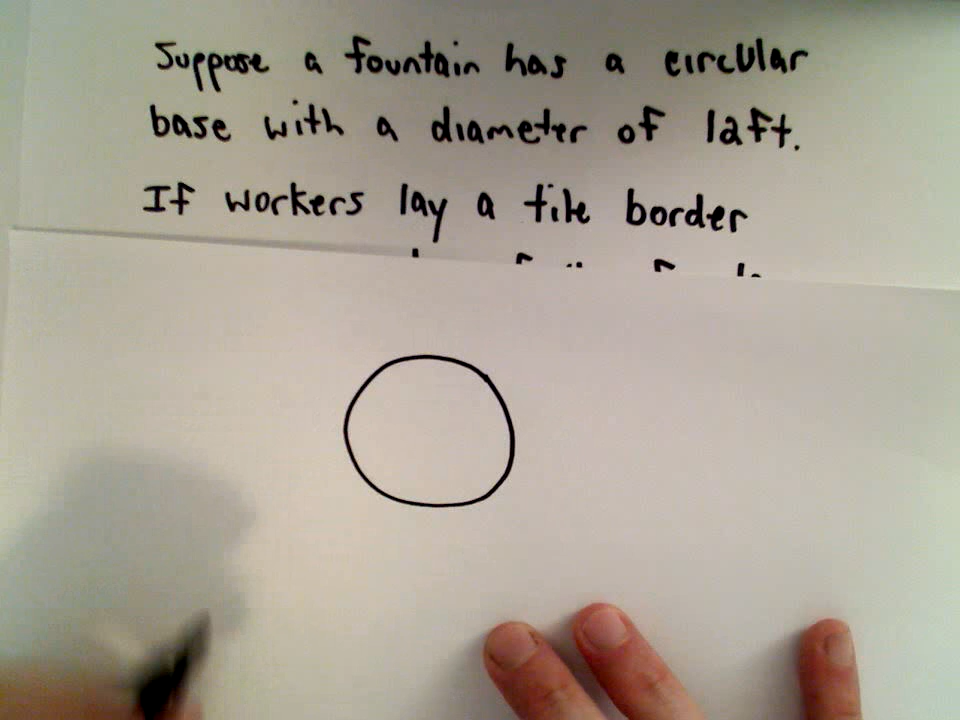 Suppose a fountain has a circular
base with a diameter of 12ft.
If workers lay a tile border